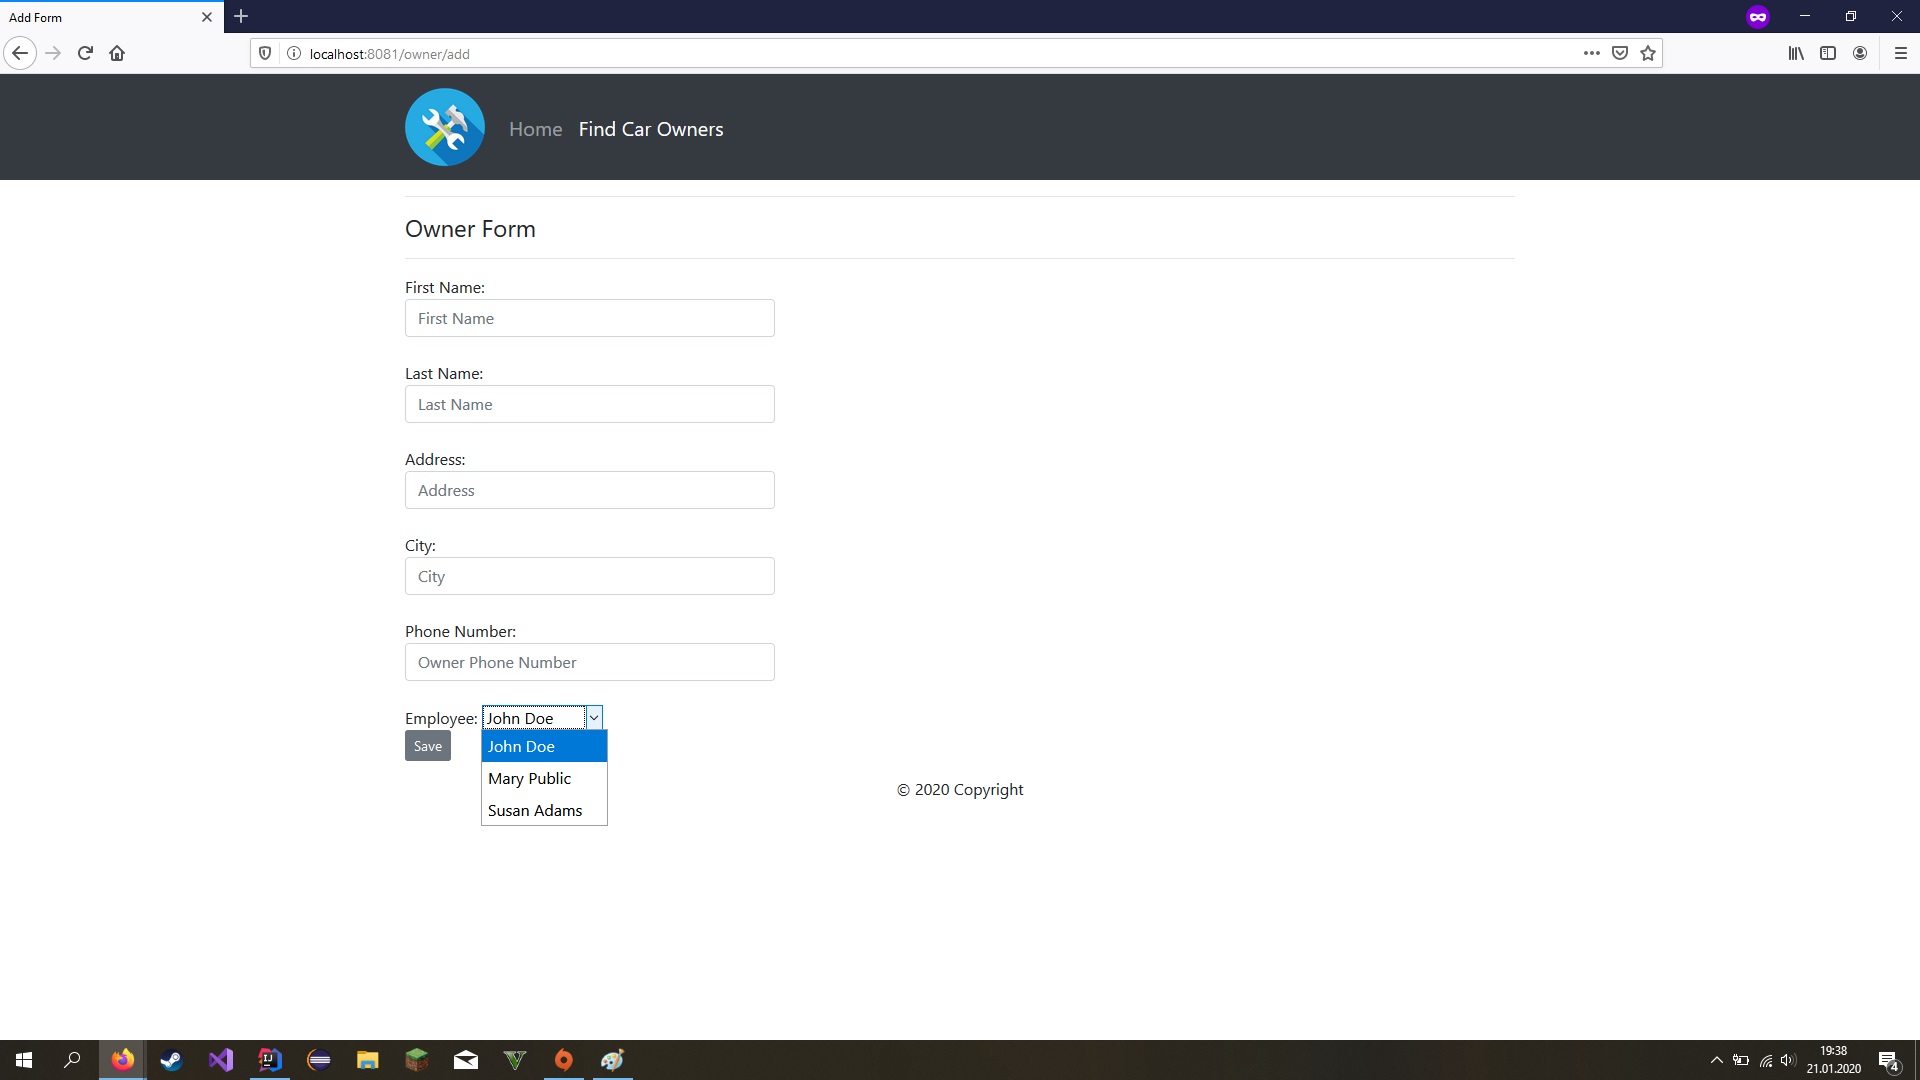 Add Form
localhost:8081/owner/add
Home Find Car Owners
Owner Form
First Name:
First Name
Last Name:
Last Name
Address:
Address
City:
City
Phone Number:
Owner Phone Number
Employee: John Doe
Save
John Doe
Mary Public
Susan Adams
© 2020 Copyright
IJ
19:38
21.01.2020
4